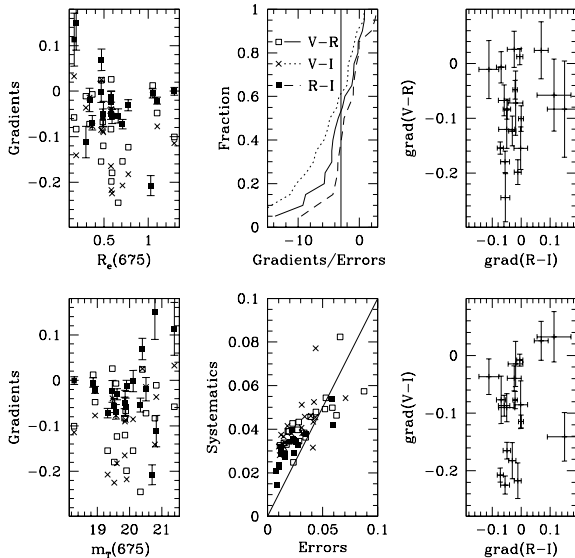 0.1
0
-0.1
-0.2
Gradients
0.5
1
R_e(675)
1
0.8
0.6
0.4
0.2
0
Fraction
V-R
V-I
R-I
-10
0
Gradients/Errors
0
-0.1
-0.2
grad(V-R)
-0.1
0
0.1
grad(R-I)
0.1
0
-0.1
-0.2
Gradients
19
20
21
m_T(675)
0.1
0.08
0.06
0.04
0.02
0
Systematics
0
0.05
0.1
Errors
0
-0.1
-0.2
grad(V-I)
-0.1
0
0.1
grad(R-I)